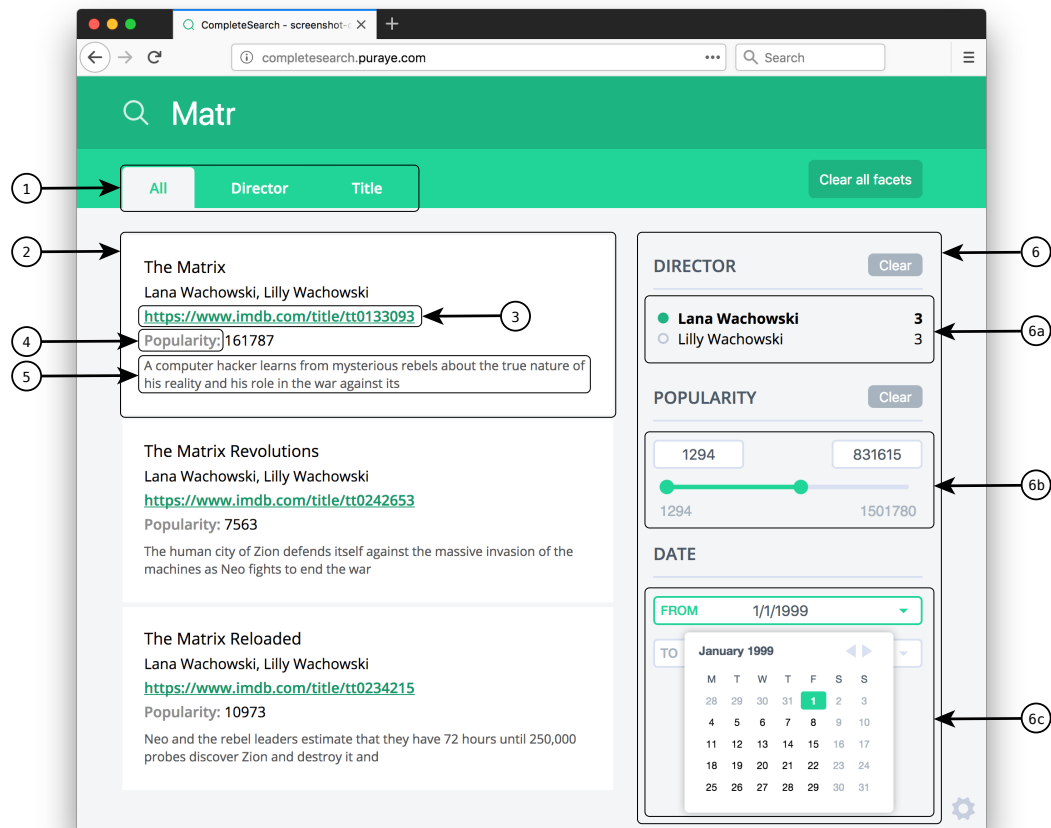 CompleteSearch - screenshot-
completesearch.puraye.com
Search
Matr
All Director Title
Clear all facets
1
2
3
4
5
The Matrix
Lana Wachowski, Lilly Wachowski
https://www.imdb.com/title/tt0133093
Popularity: 161787
A computer hacker learns from mysterious rebels about the true nature of
his reality and his role in the war against its
The Matrix Revolutions
Lana Wachowski, Lilly Wachowski
https://www.imdb.com/title/tt0242653
Popularity: 7563
The human city of Zion defends itself against the massive invasion of the
machines as Neo fights to end the war
The Matrix Reloaded
Lana Wachowski, Lilly Wachowski
https://www.imdb.com/title/tt0234215
Popularity: 10973
Neo and the rebel leaders estimate that they have 72 hours until 250,000
probes discover Zion and destroy it and
6
DIRECTOR Clear
6a
Lana Wachowski 3
Lilly Wachowski 3
POPULARITY Clear
6b
1294 831615
1294 1501780
DATE
6c
FROM 1/1/1999
TO
January 1999
M T W T F S S
28 29 30 31 1 2 3
4 5 6 7 8 9 10
11 12 13 14 15 16 17
18 19 20 21 22 23 24
25 26 27 28 29 30 31